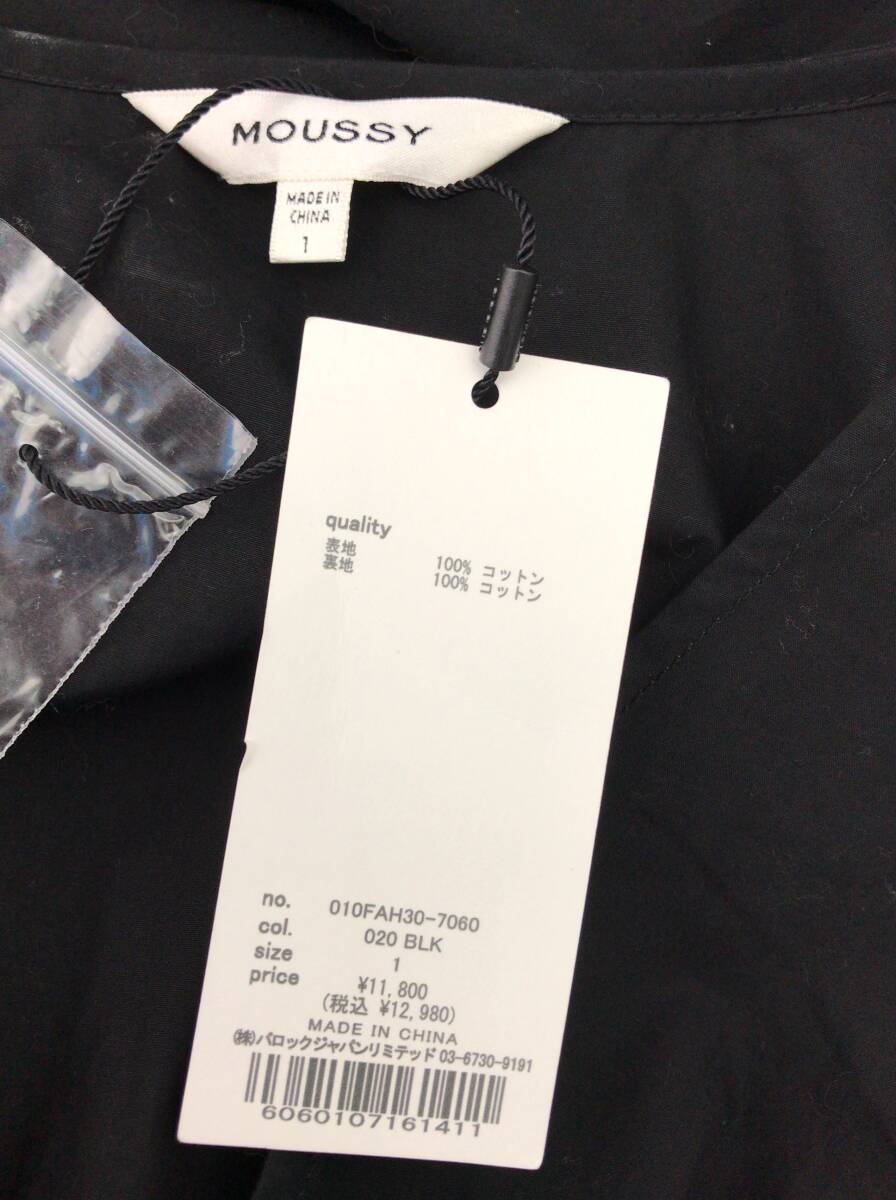 MOUSSY
MADE IN
CHINA
1
quality
表地 100% コットン
裏地 100% コットン
no. 010FAH30-7060
col. 020 BLK
size 1
price ¥11,800
(税込 ¥12,980)
MADE IN CHINA
㈱バロックジャパンリミテッド 03-6730-9191
6060107161411